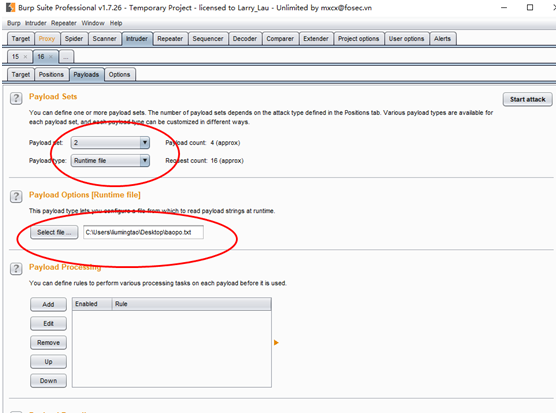 Burp Suite Professional v1.7.26 - Temporary Project - licensed to Larry_Lau - Unlimited by mxcx@fosec.vn
Burp Intruder Repeater Window Help
Target Proxy Spider Scanner Intruder Repeater Sequencer Decoder Comparer Extender Project options User options Alerts
15 × 16 × ...
Target Positions Payloads Options
? Payload Sets Start attack
You can define one or more payload sets. The number of payload sets depends on the attack type defined in the Positions tab. Various payload types are available for
each payload set, and each payload type can be customized in different ways.
Payload set: 2 Payload count: 4 (approx)
Payload type: Runtime file Request count: 16 (approx)
? Payload Options [Runtime file]
This payload type lets you configure a file from which to read payload strings at runtime.
Select file ... C:\Users\liumingtao\Desktop\baopo.txt
? Payload Processing
You can define rules to perform various processing tasks on each payload before it is used.
Add Enabled Rule
Edit
Remove
Up
Down